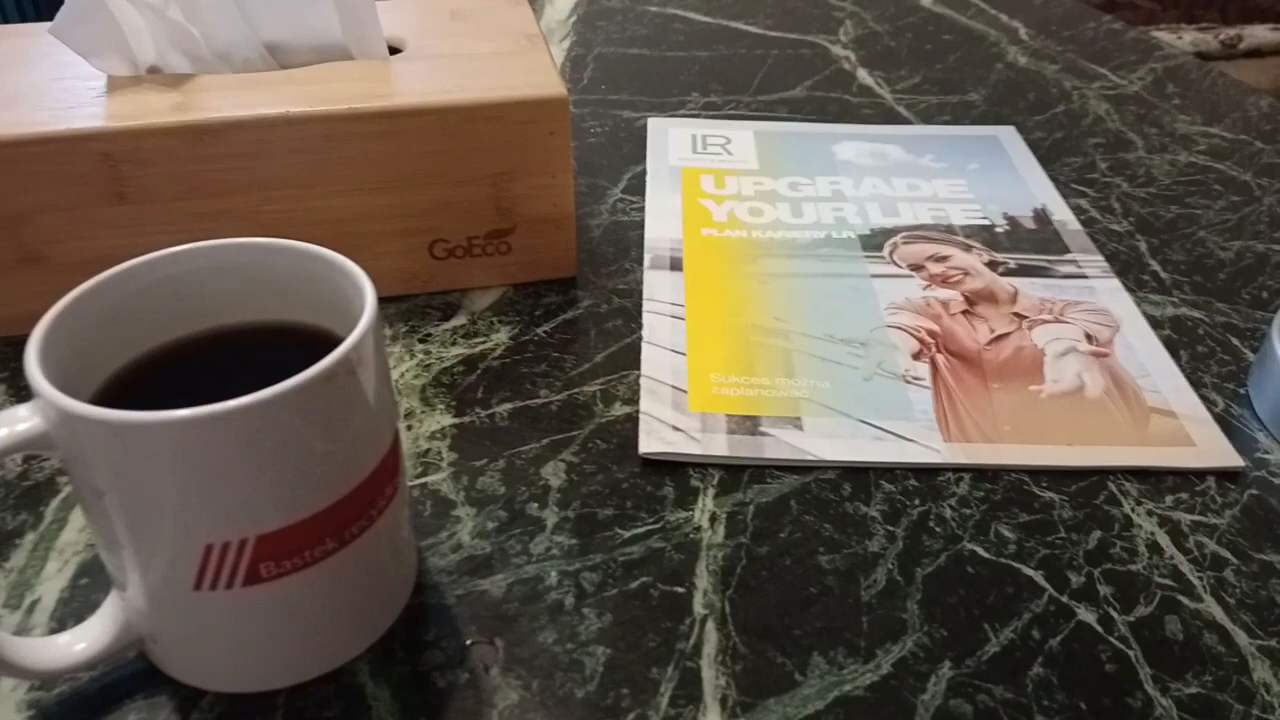 GoEco
LR
UPGRADE
YOUR LIFE
PLAN KARIERY LR
Sukces można
zaplanować
Bastek